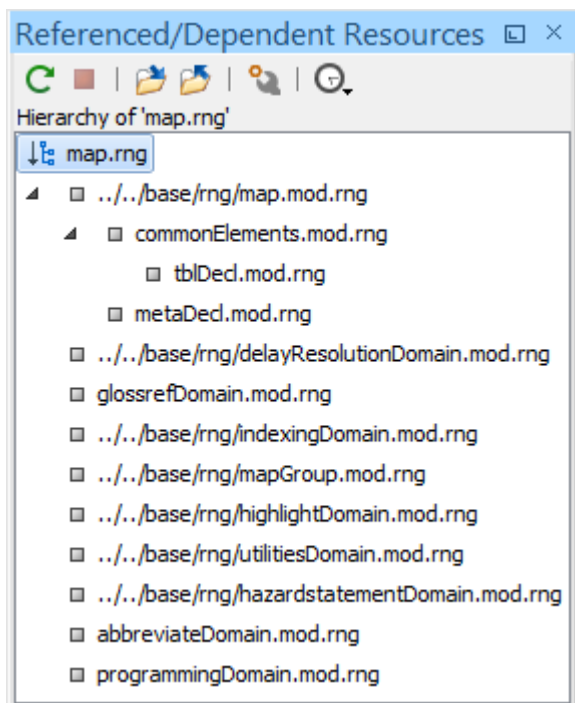 Referenced/Dependent Resources
Hierarchy of 'map.rng'
map.rng
../../base/rng/map.mod.rng
commonElements.mod.rng
tblDecl.mod.rng
metaDecl.mod.rng
../../base/rng/delayResolutionDomain.mod.rng
glossrefDomain.mod.rng
../../base/rng/indexingDomain.mod.rng
../../base/rng/mapGroup.mod.rng
../../base/rng/highlightDomain.mod.rng
../../base/rng/utilitiesDomain.mod.rng
../../base/rng/hazardstatementDomain.mod.rng
abbreviateDomain.mod.rng
programmingDomain.mod.rng